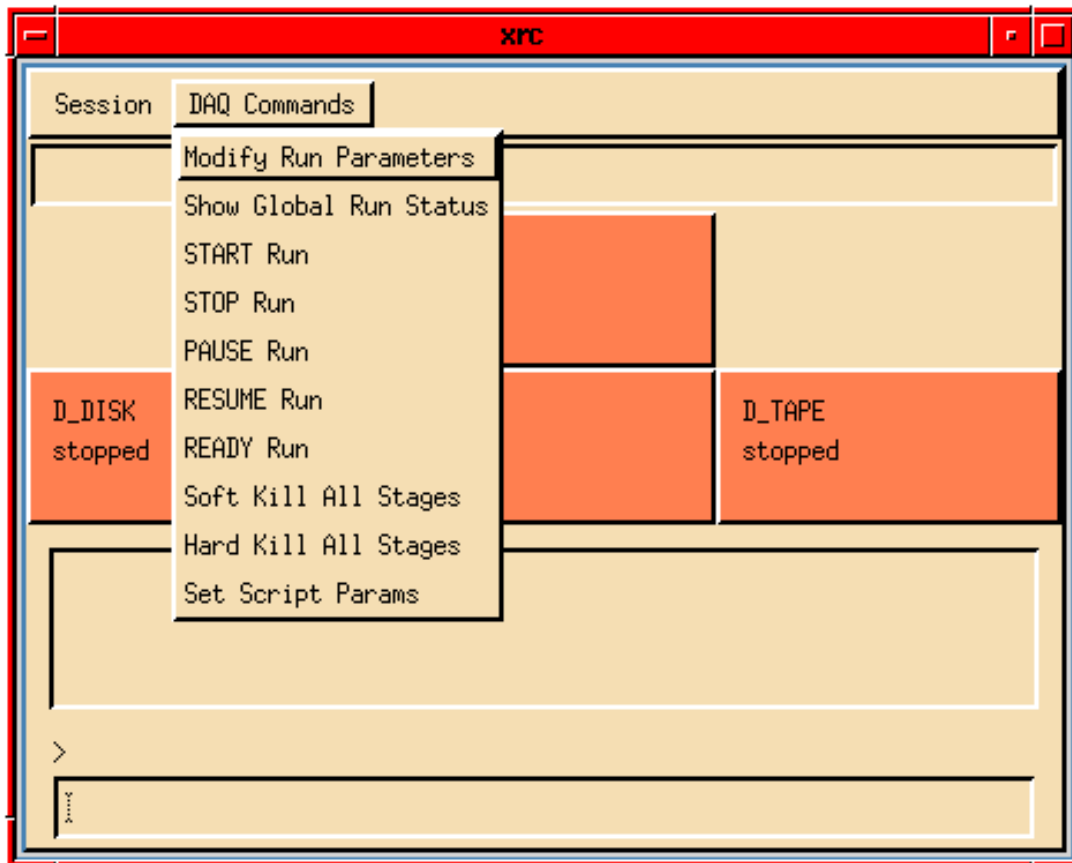 xrc
Session DAQ Commands
Modify Run Parameters
Show Global Run Status
START Run
STOP Run
PAUSE Run
RESUME Run
READY Run
Soft Kill All Stages
Hard Kill All Stages
Set Script Params
D_DISK
stopped
D_TAPE
stopped
>